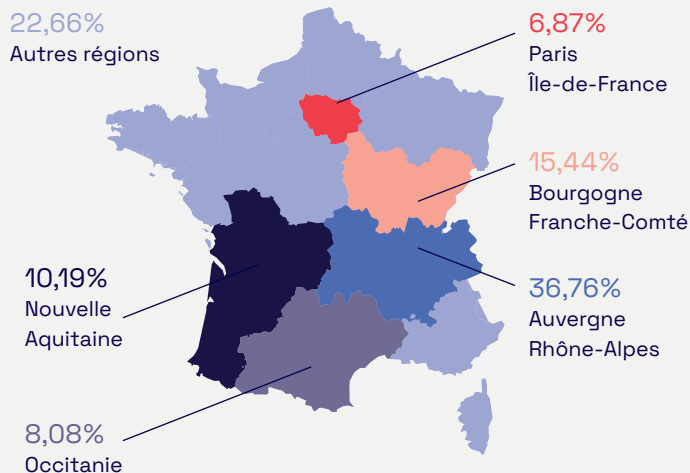 22,66%
Autres régions
6,87%
Paris
Île-de-France
15,44%
Bourgogne
Franche-Comté
10,19%
Nouvelle
Aquitaine
36,76%
Auvergne
Rhône-Alpes
8,08%
Occitanie